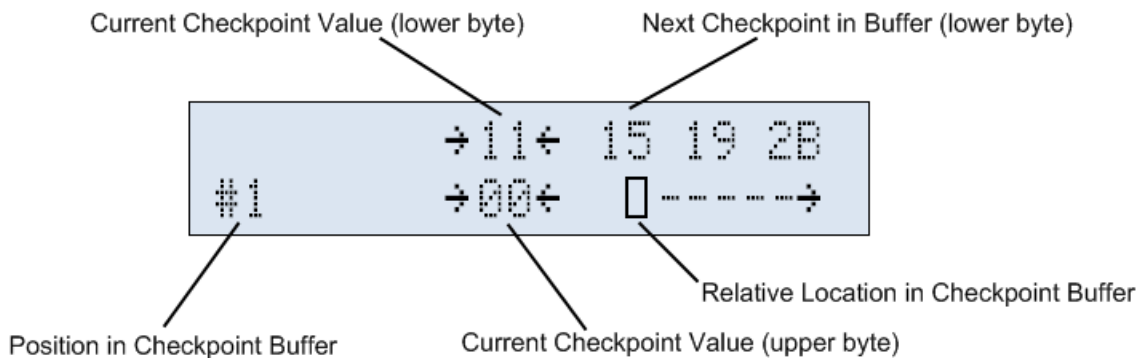 Current Checkpoint Value (lower byte) Next Checkpoint in Buffer (lower byte)
→11← 15 19 2B
#1 →00← ▯-----→
Relative Location in Checkpoint Buffer
Position in Checkpoint Buffer Current Checkpoint Value (upper byte)